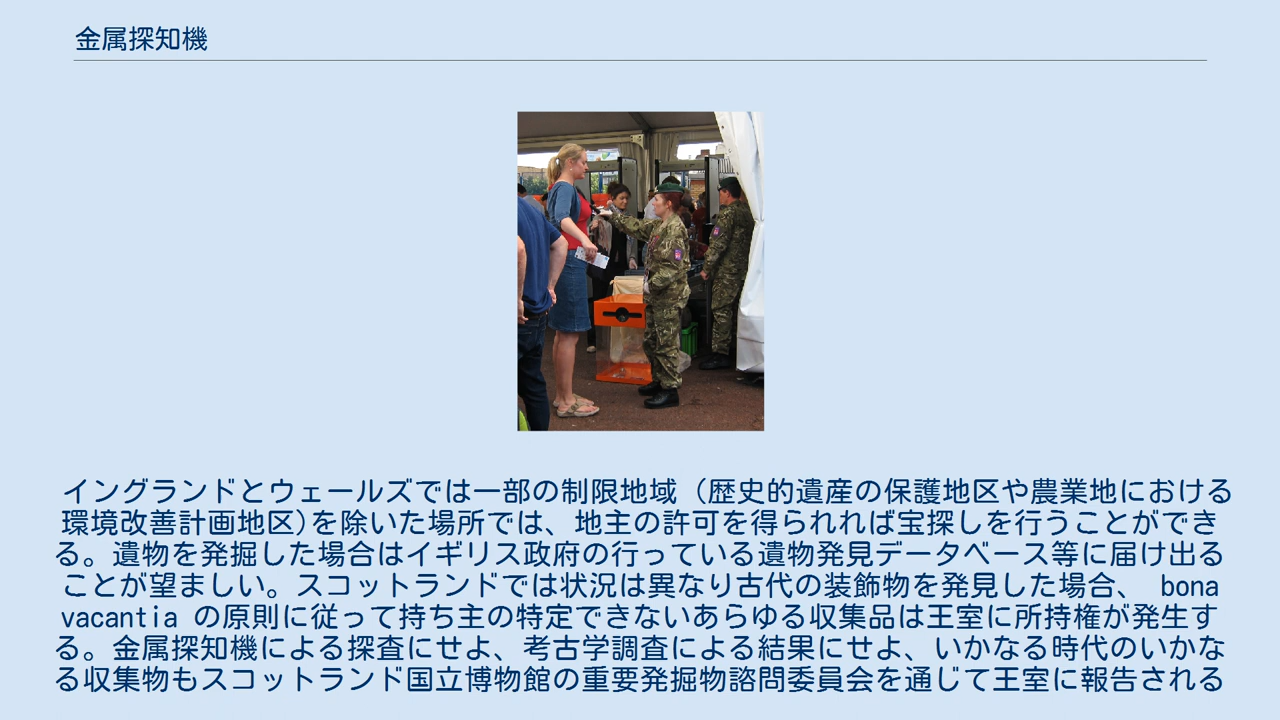 金属探知機
イングランドとウェールズでは一部の制限地域（歴史的遺産の保護地区や農業地における
環境改善計画地区)を除いた場所では、地主の許可を得られれば宝探しを行うことができ
る。遺物を発掘した場合はイギリス政府の行っている遺物発見データベース等に届け出る
ことが望ましい。スコットランドでは状況は異なり古代の装飾物を発見した場合、 bona
vacantia の原則に従って持ち主の特定できないあらゆる収集品は王室に所持権が発生す
る。金属探知機による探査にせよ、考古学調査による結果にせよ、いかなる時代のいかな
る収集物もスコットランド国立博物館の重要発掘物諮問委員会を通じて王室に報告される